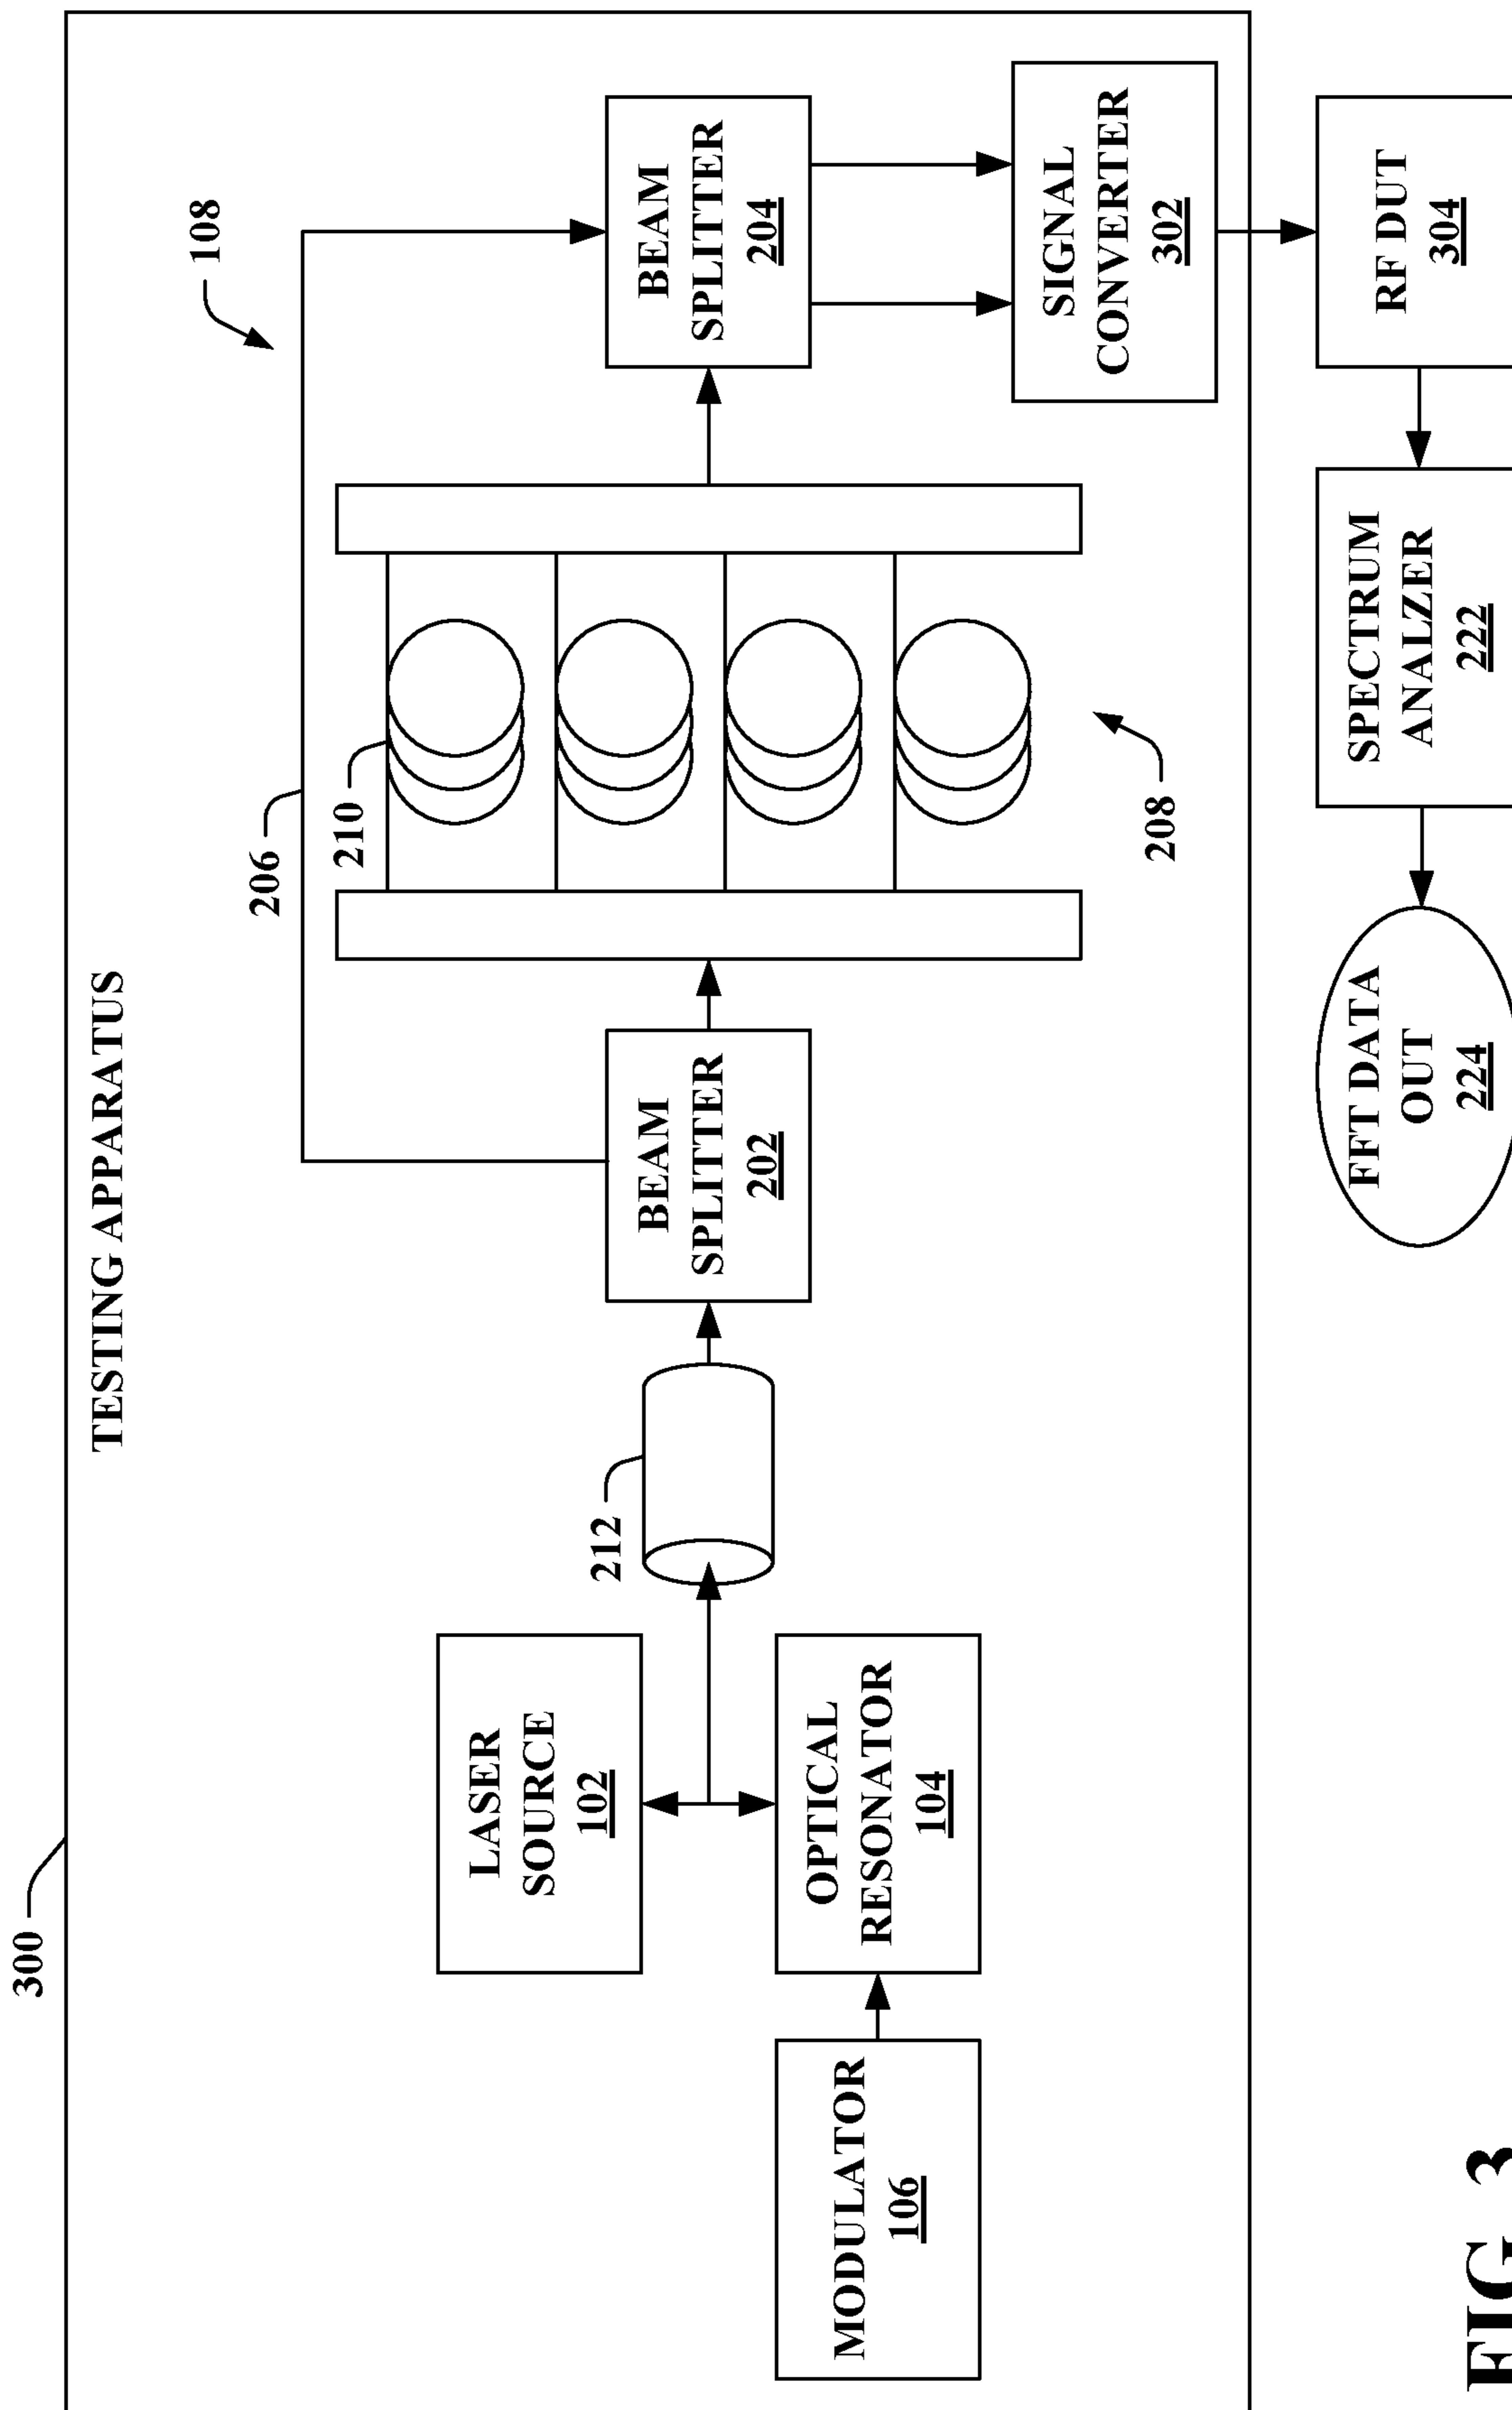 300
TESTING APPARATUS
108
206
210
LASER
SOURCE
102
212
BEAM
SPLITTER
202
BEAM
SPLITTER
204
MODULATOR
106
OPTICAL
RESONATOR
104
208
SIGNAL
CONVERTER
302
FFT DATA
OUT
224
SPECTRUM
ANALZER
222
RF DUT
304
FIG. 3